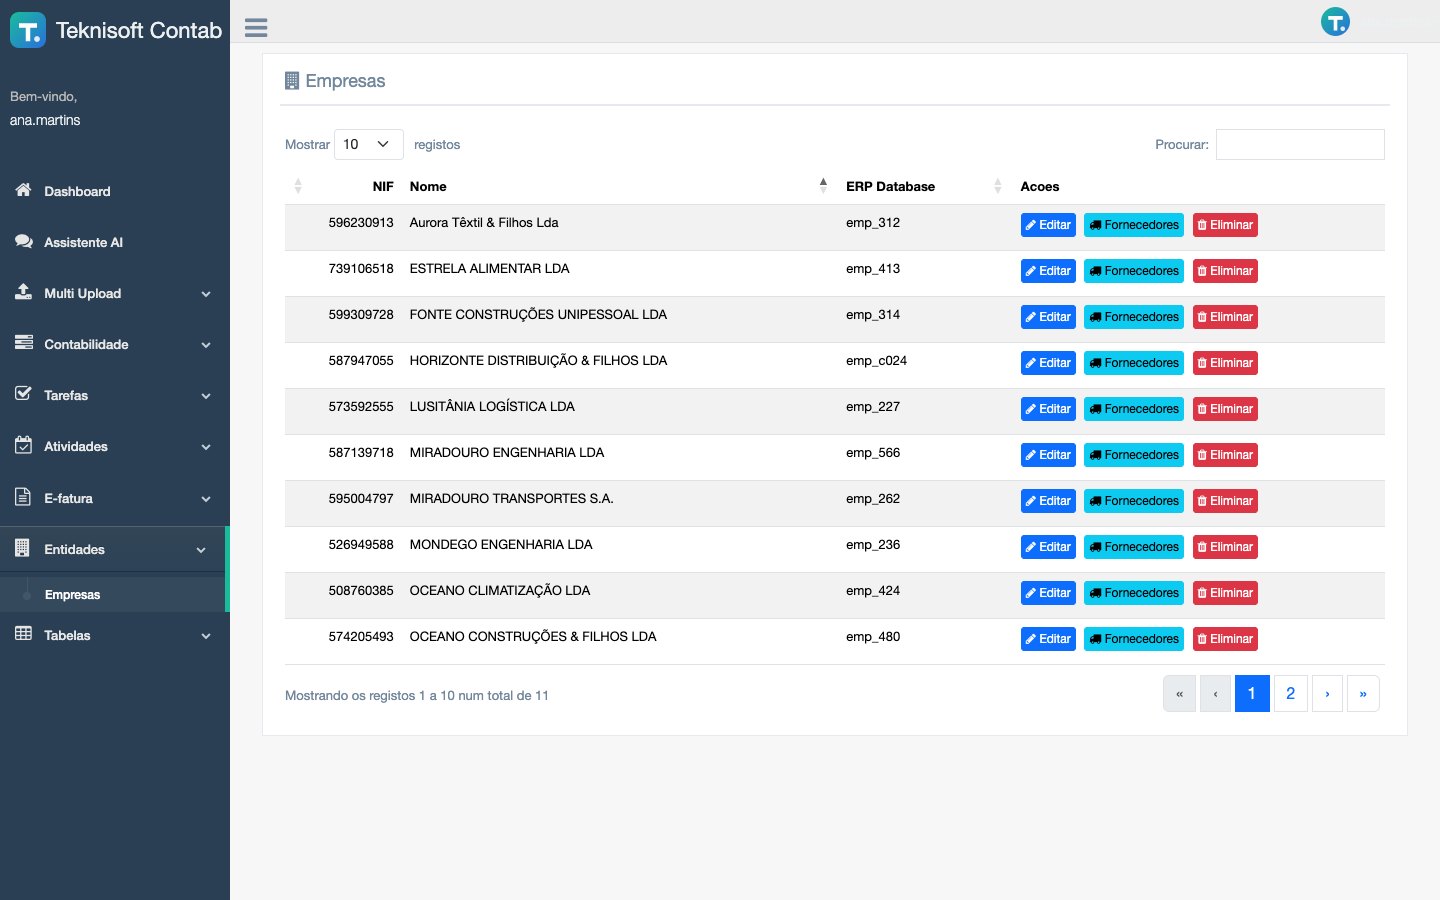 T. Teknisoft Contab
T.
Bem-vindo,
ana.martins
Dashboard
Assistente AI
Multi Upload
Contabilidade
Tarefas
Atividades
E-fatura
Entidades
Empresas
Tabelas
Empresas
Mostrar 10 registos
Procurar:
NIF Nome ERP Database Acoes
596230913 Aurora Têxtil & Filhos Lda emp_312 Editar Fornecedores Eliminar
739106518 ESTRELA ALIMENTAR LDA emp_413 Editar Fornecedores Eliminar
599309728 FONTE CONSTRUÇÕES UNIPESSOAL LDA emp_314 Editar Fornecedores Eliminar
587947055 HORIZONTE DISTRIBUIÇÃO & FILHOS LDA emp_c024 Editar Fornecedores Eliminar
573592555 LUSITÂNIA LOGÍSTICA LDA emp_227 Editar Fornecedores Eliminar
587139718 MIRADOURO ENGENHARIA LDA emp_566 Editar Fornecedores Eliminar
595004797 MIRADOURO TRANSPORTES S.A. emp_262 Editar Fornecedores Eliminar
526949588 MONDEGO ENGENHARIA LDA emp_236 Editar Fornecedores Eliminar
508760385 OCEANO CLIMATIZAÇÃO LDA emp_424 Editar Fornecedores Eliminar
574205493 OCEANO CONSTRUÇÕES & FILHOS LDA emp_480 Editar Fornecedores Eliminar
Mostrando os registos 1 a 10 num total de 11
« ‹ 1 2 › »